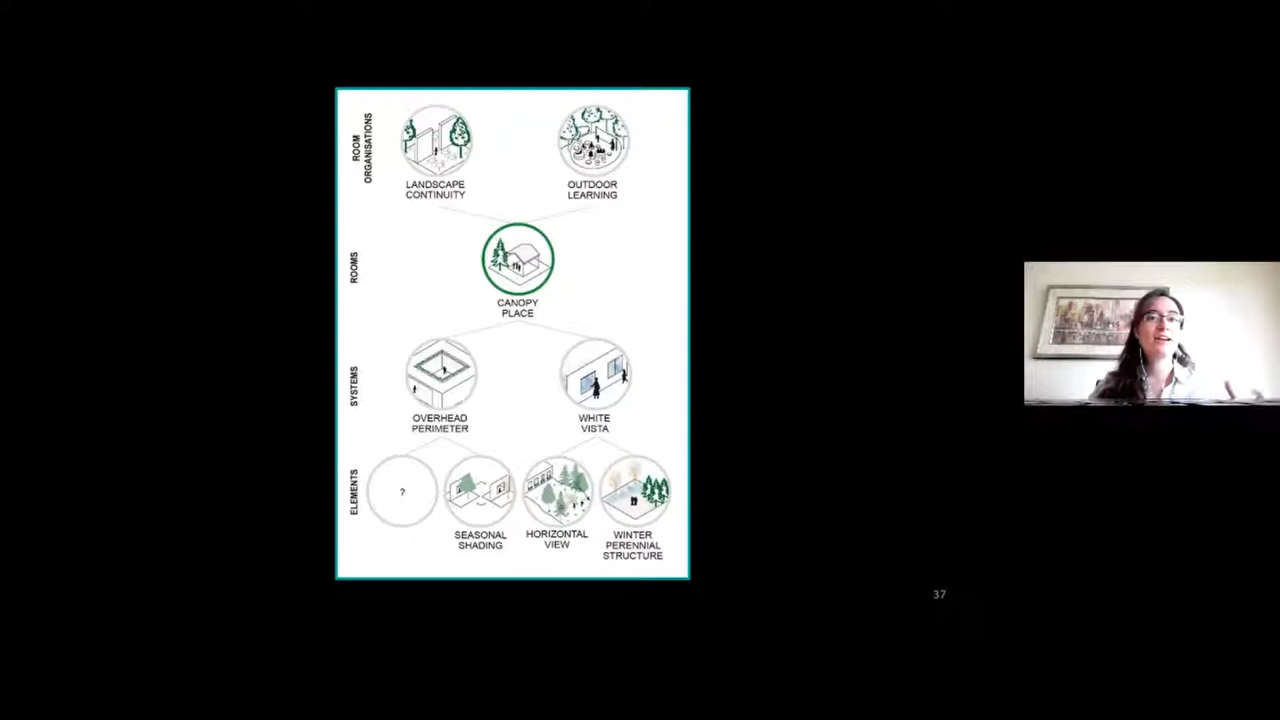 ROOM
ORGANISATIONS
LANDSCAPE
CONTINUITY
OUTDOOR
LEARNING
ROOMS
CANOPY
PLACE
SYSTEMS
OVERHEAD
PERIMETER
WHITE
VISTA
ELEMENTS
?
SEASONAL
SHADING
HORIZONTAL
VIEW
WINTER
PERENNIAL
STRUCTURE
37